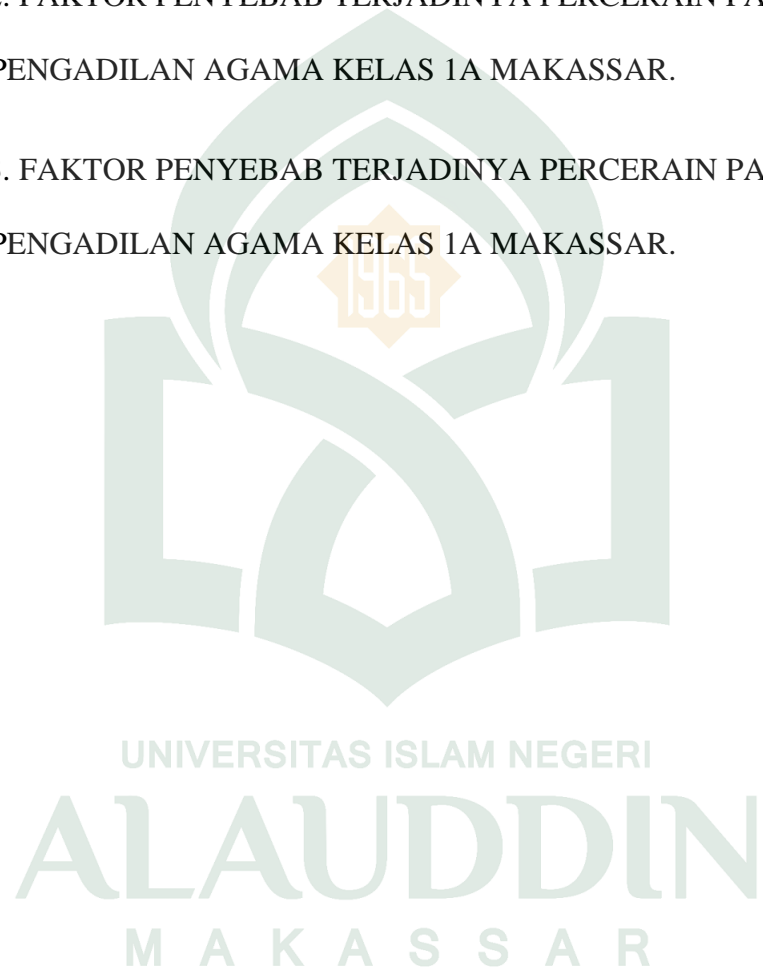 . FAKTOR PENYEBAB TERJADINYA PERCERAIN PA
PENGADILAN AGAMA KELAS 1A MAKASSAR.
. FAKTOR PENYEBAB TERJADINYA PERCERAIN PA
PENGADILAN AGAMA KELAS 1A MAKASSAR.
1965
UNIVERSITAS ISLAM NEGERI
ALAUDDIN
MAKASSAR